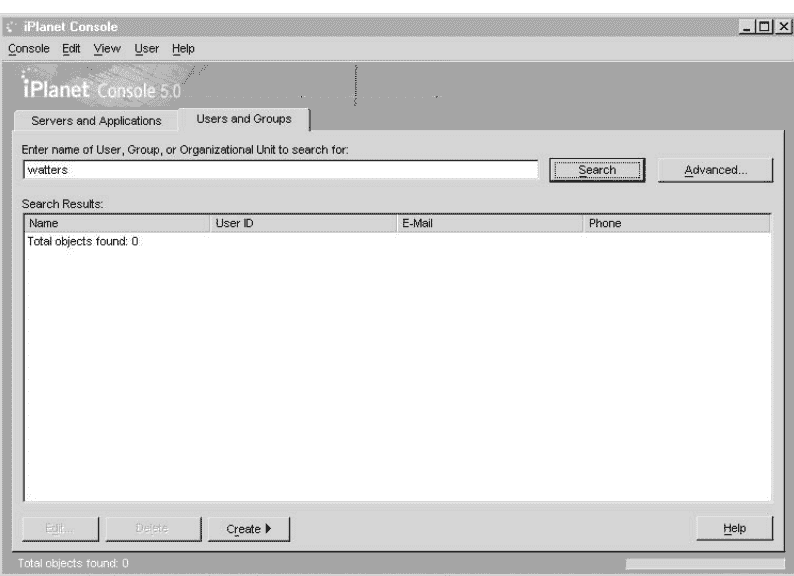 iPlanet Console
Console Edit View User Help
iPlanet Console 5.0
Servers and Applications Users and Groups
Enter name of User, Group, or Organizational Unit to search for:
watters Search Advanced...
Search Results:
Name User ID E-Mail Phone
Total objects found: 0
Edit... Delete Create Help
Total objects found: 0